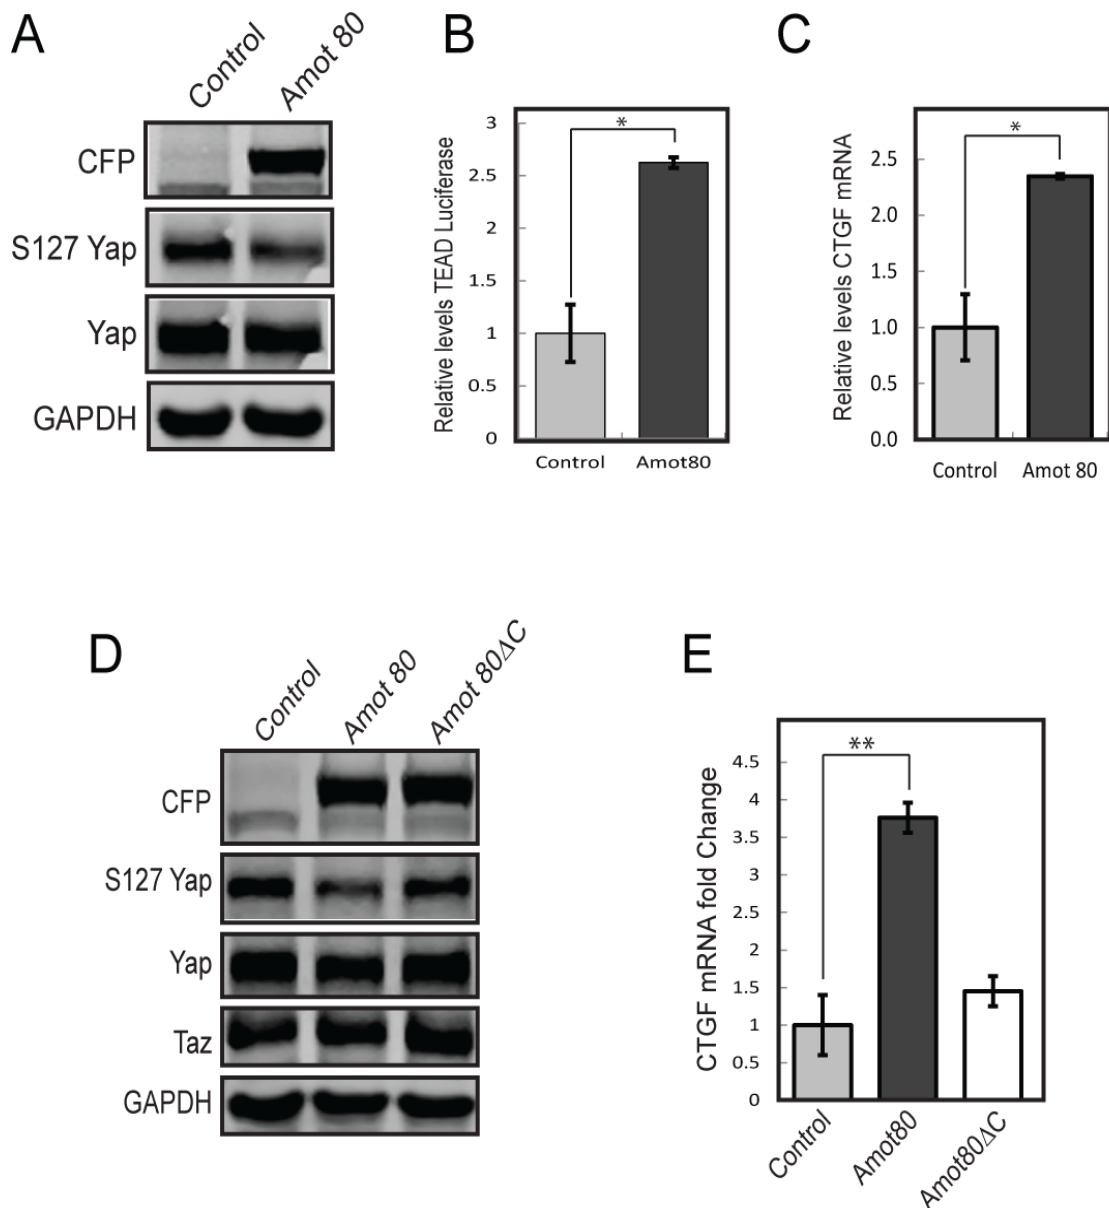 A
Control
Amot 80
CFP
S127 Yap
Yap
GAPDH
B
Relative levels TEAD Luciferase
3
2.5
2
1.5
1
0.5
0
*
Control
Amot80
C
Relative levels CTGF mRNA
2.5
2.0
1.5
1.0
0.5
0.0
*
Control
Amot 80
D
Control
Amot 80
Amot 80ΔC
CFP
S127 Yap
Yap
Taz
GAPDH
E
CTGF mRNA fold Change
4.5
4
3.5
3
2.5
2
1.5
1
0.5
0
**
Control
Amot80
Amot80ΔC